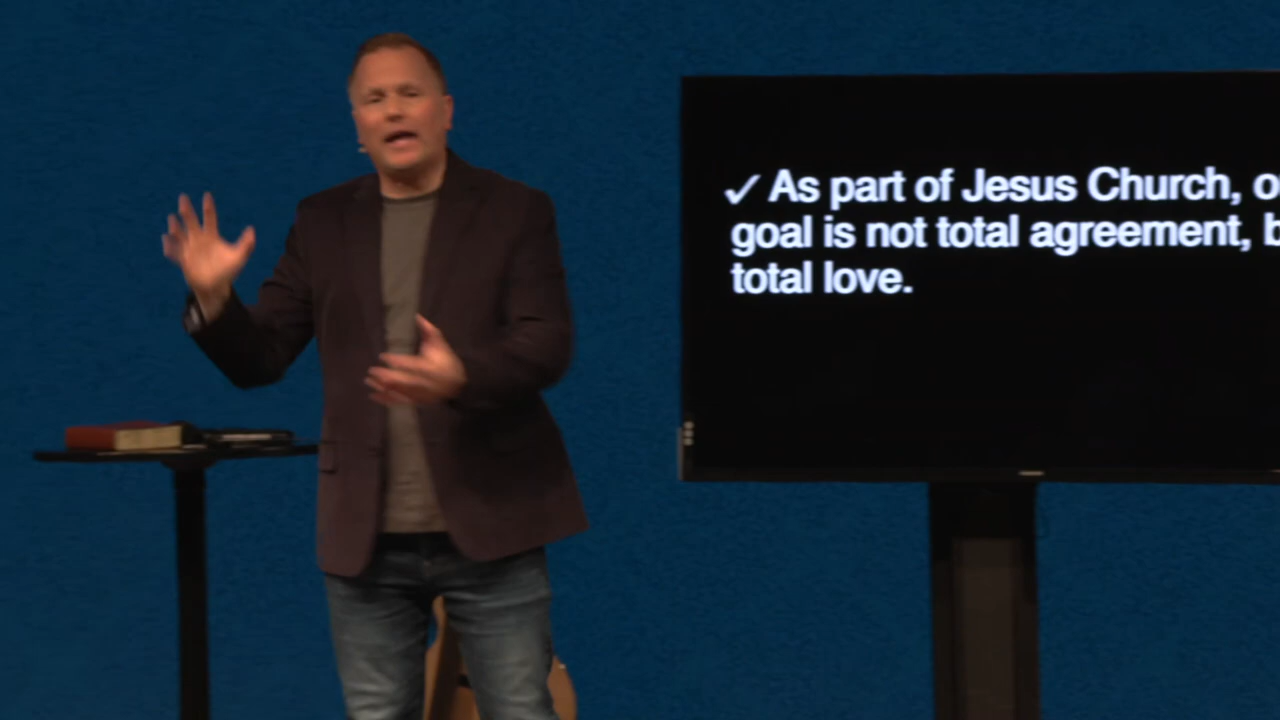 ✓ As part of Jesus Church, o
goal is not total agreement, b
total love.